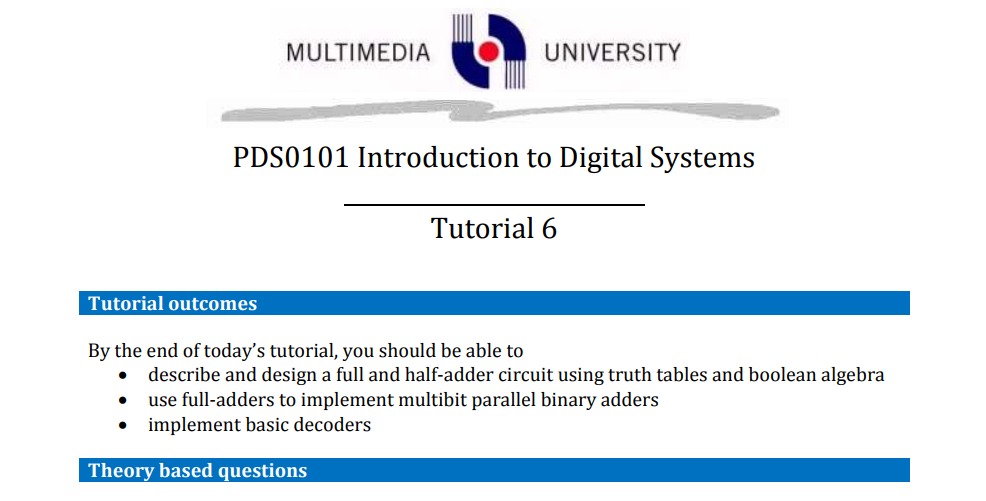 MULTIMEDIA UNIVERSITY
PDS0101 Introduction to Digital Systems
Tutorial 6
Tutorial outcomes
By the end of today’s tutorial, you should be able to
• describe and design a full and half-adder circuit using truth tables and boolean algebra
• use full-adders to implement multibit parallel binary adders
• implement basic decoders
Theory based questions